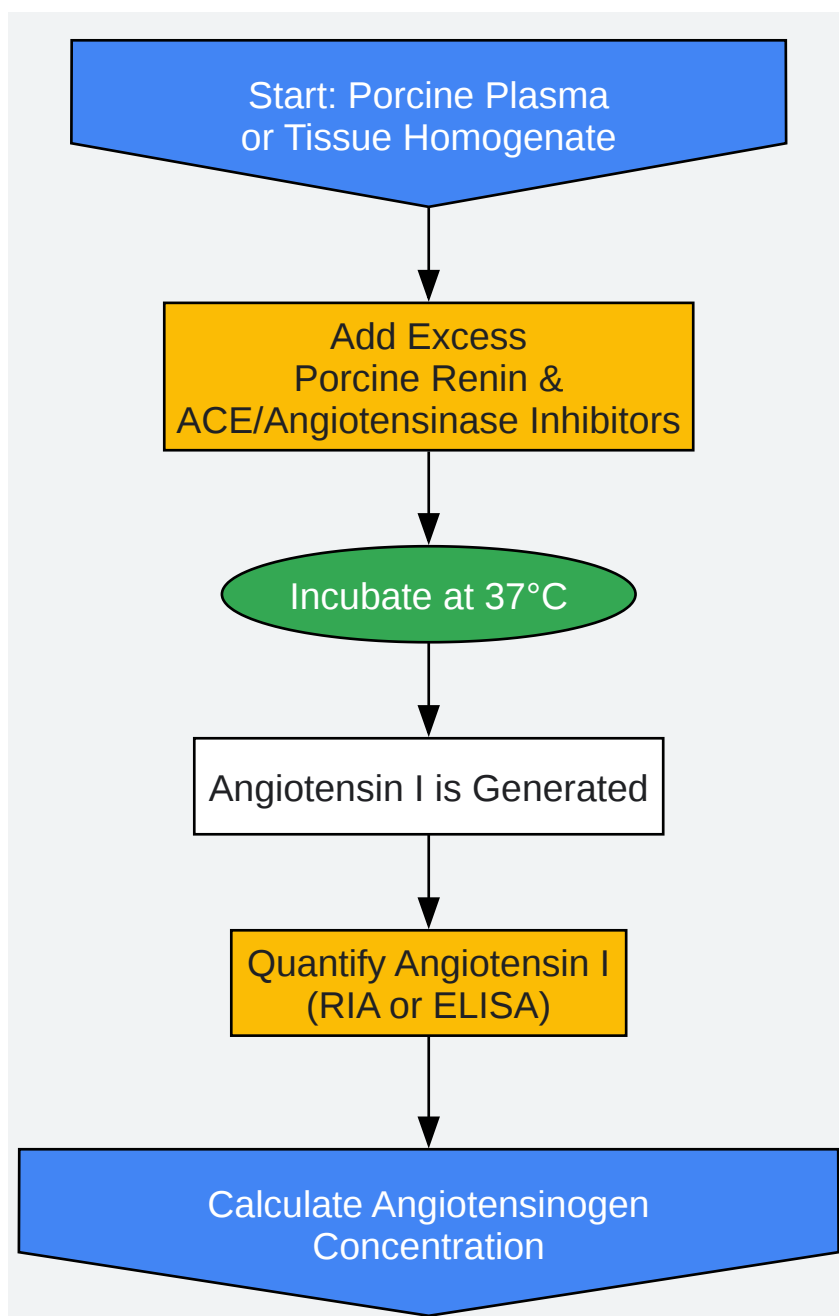 Start: Porcine Plasma
or Tissue Homogenate
Add Excess
Porcine Renin &
ACE/Angiotensinase Inhibitors
Incubate at 37°C
Angiotensin I is Generated
Quantify Angiotensin I
(RIA or ELISA)
Calculate Angiotensinogen
Concentration